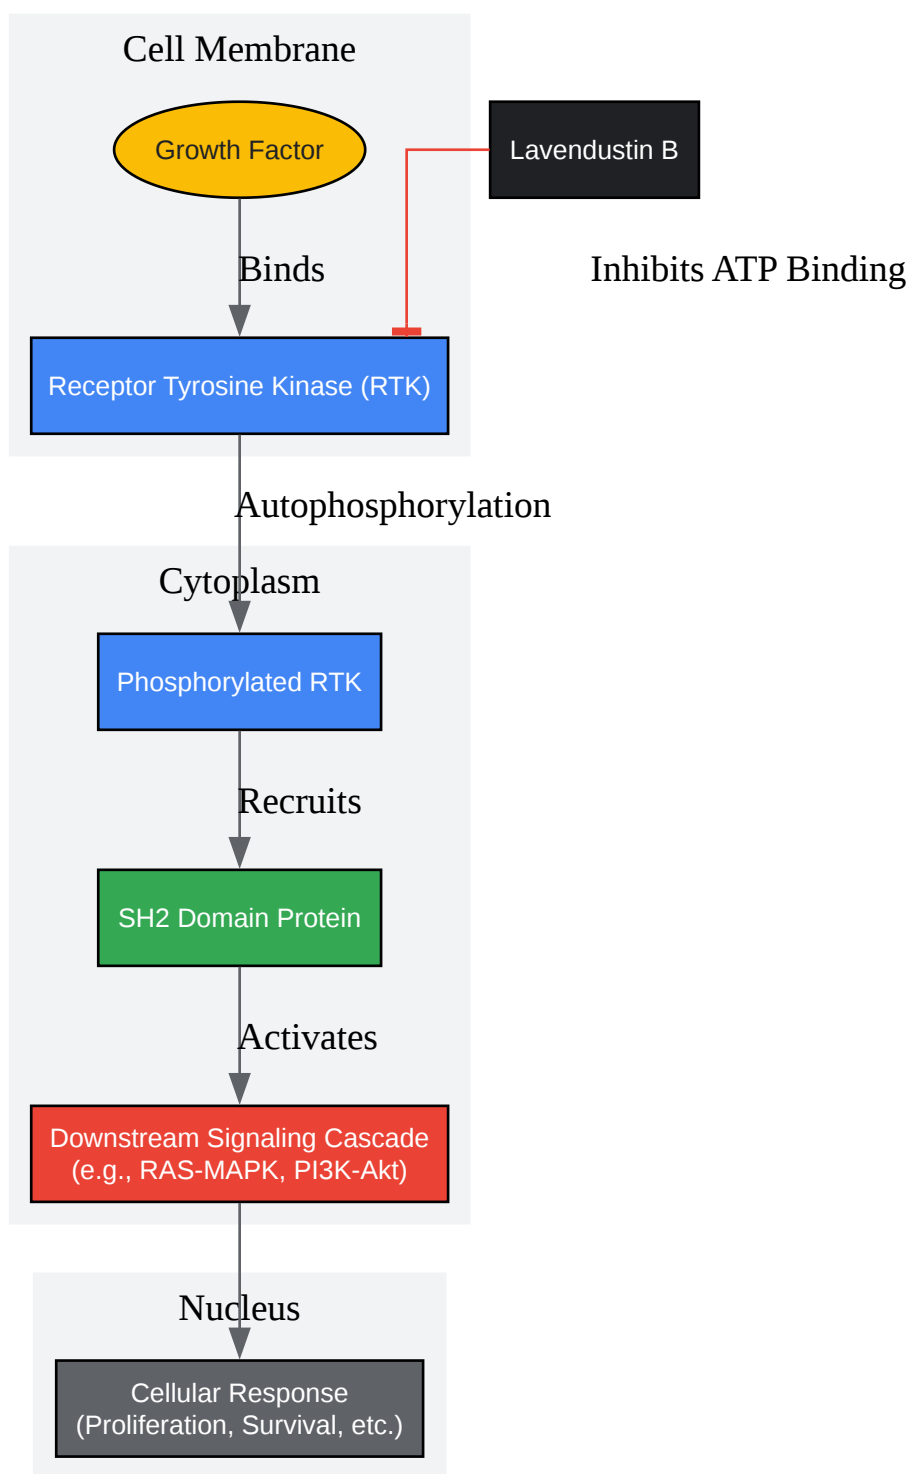 Cell Membrane
Growth Factor
Lavendustin B
Binds
Inhibits ATP Binding
Receptor Tyrosine Kinase (RTK)
Autophosphorylation
Cytoplasm
Phosphorylated RTK
Recruits
SH2 Domain Protein
Activates
Downstream Signaling Cascade
(e.g., RAS-MAPK, PI3K-Akt)
Nucleus
Cellular Response
(Proliferation, Survival, etc.)